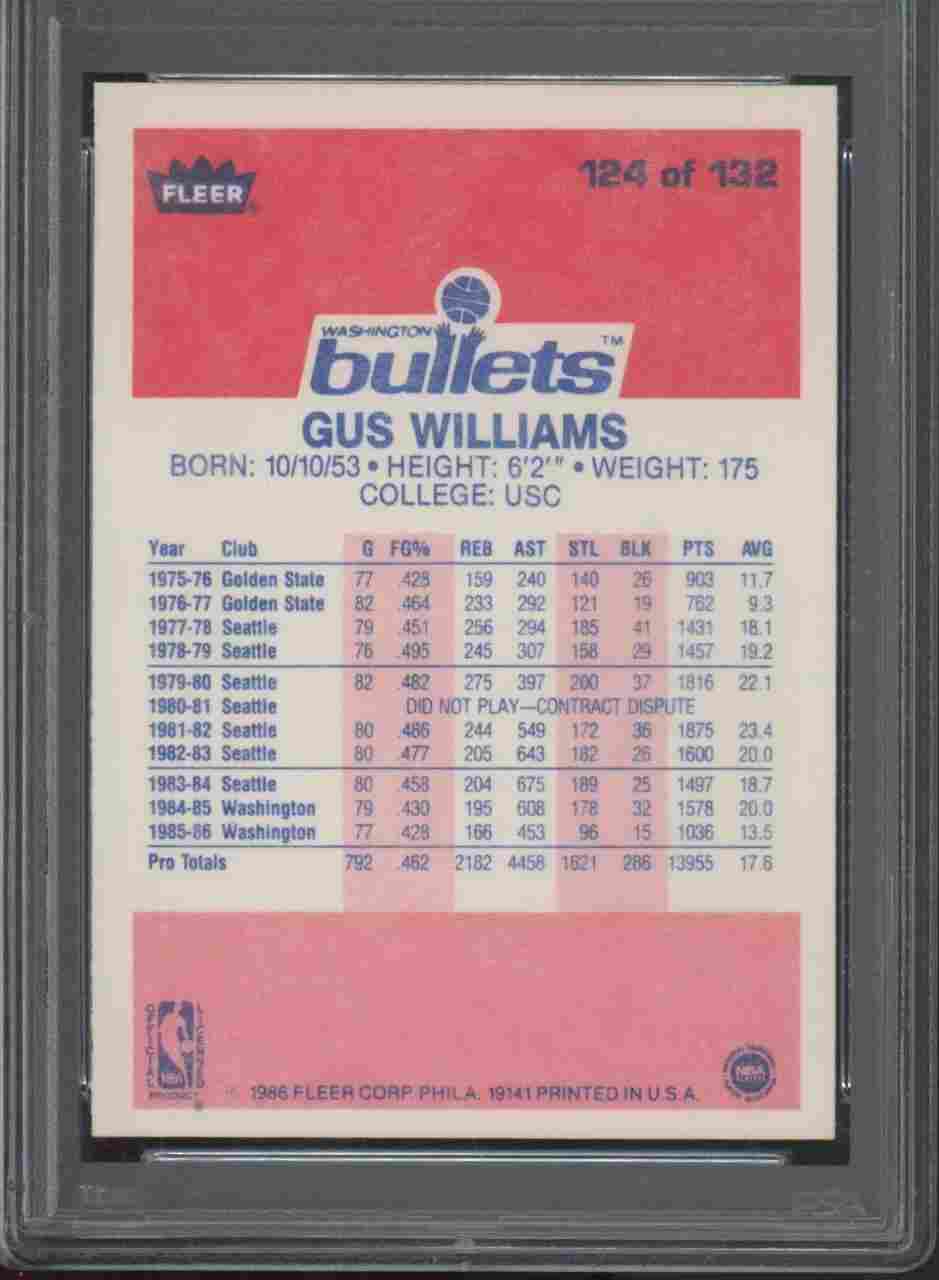 FLEER
124 of 132
WASHINGTON
bullets™
GUS WILLIAMS
BORN: 10/10/53 • HEIGHT: 6'2'" • WEIGHT: 175
COLLEGE: USC
Year Club G FG% REB AST STL BLK PTS AVG
1975-76 Golden State 77 .428 159 240 140 26 903 11.7
1976-77 Golden State 82 .464 233 292 121 19 762 9.3
1977-78 Seattle 79 .451 256 294 185 41 1431 18.1
1978-79 Seattle 76 .495 245 307 158 29 1457 19.2
1979-80 Seattle 82 .482 275 397 200 37 1816 22.1
1980-81 Seattle DID NOT PLAY—CONTRACT DISPUTE
1981-82 Seattle 80 .486 244 549 172 36 1875 23.4
1982-83 Seattle 80 .477 205 643 182 26 1600 20.0
1983-84 Seattle 80 .458 204 675 189 25 1497 18.7
1984-85 Washington 79 .430 195 608 178 32 1578 20.0
1985-86 Washington 77 .428 166 453 96 15 1036 13.5
Pro Totals 792 .462 2182 4458 1621 286 13955 17.6
OFFICIAL
LICENSED
NBA
PRODUCT
NBA
1986 FLEER CORP. PHILA. 19141 PRINTED IN U.S.A.